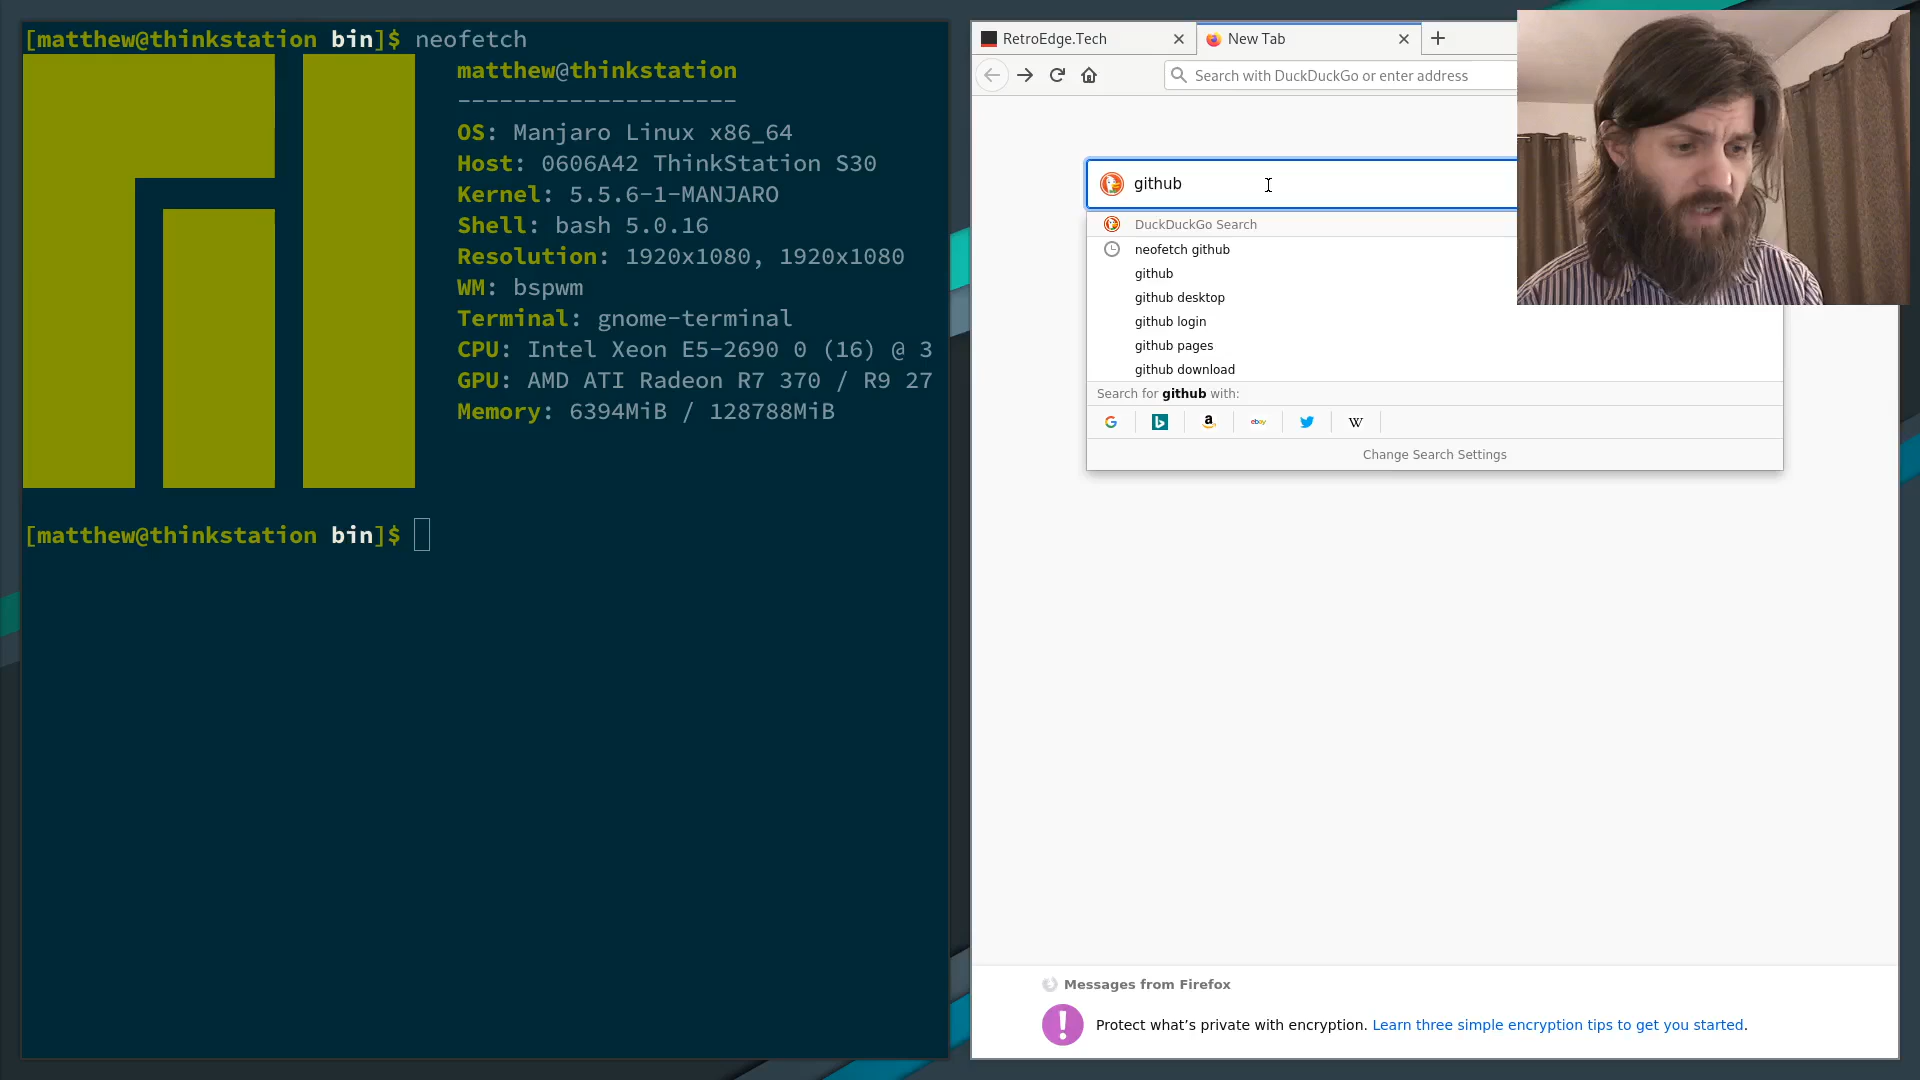 [matthew@thinkstation bin]$ neofetch
matthew@thinkstation
--------------------
OS: Manjaro Linux x86_64
Host: 0606A42 ThinkStation S30
Kernel: 5.5.6-1-MANJARO
Shell: bash 5.0.16
Resolution: 1920x1080, 1920x1080
WM: bspwm
Terminal: gnome-terminal
CPU: Intel Xeon E5-2690 0 (16) @ 3
GPU: AMD ATI Radeon R7 370 / R9 27
Memory: 6394MiB / 128788MiB
[matthew@thinkstation bin]$
RetroEdge.Tech
New Tab
Search with DuckDuckGo or enter address
github
DuckDuckGo Search
neofetch github
github
github desktop
github login
github pages
github download
Search for github with:
G b a ebay W
Change Search Settings
Messages from Firefox
Protect what’s private with encryption. Learn three simple encryption tips to get you started.